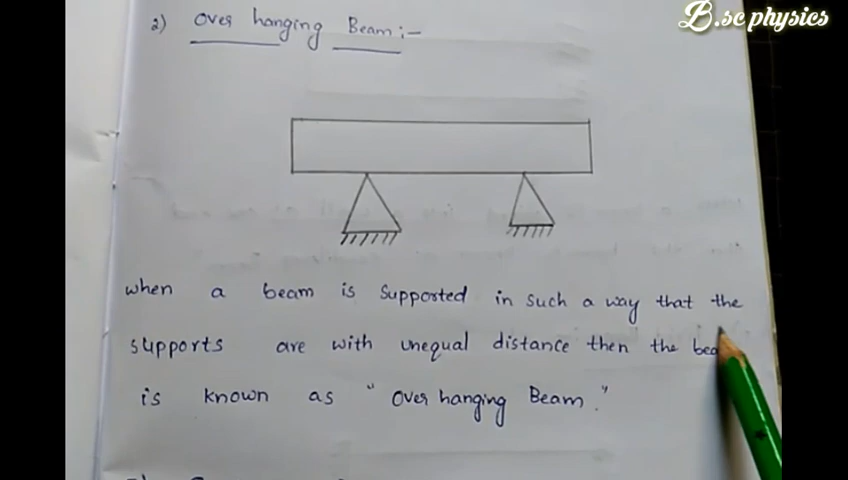 B.sc physics
2) Over hanging Beam:-
when a beam is supported in such a way that the
supports are with unequal distance then the
is known as "Over hanging Beam."